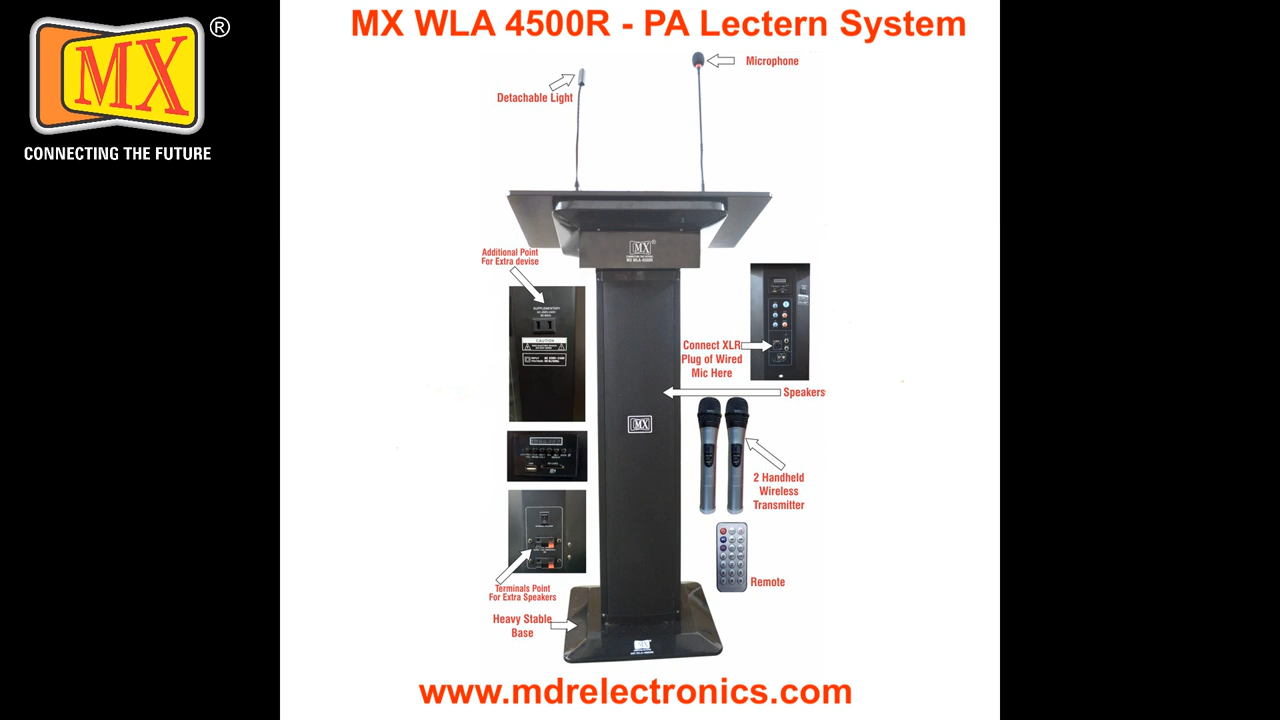 MX WLA 4500R - PA Lectern System
MX ®
CONNECTING THE FUTURE
Microphone
Detachable Light
MX
MX WLA-4500R
Additional Point
For Extra devise
SUPPLEMENTARY
CAUTION
Connect XLR
Plug of Wired
Mic Here
Speakers
MX
2 Handheld
Wireless
Transmitter
Remote
Terminals Point
For Extra Speakers
Heavy Stable
Base
MX
www.mdrelectronics.com